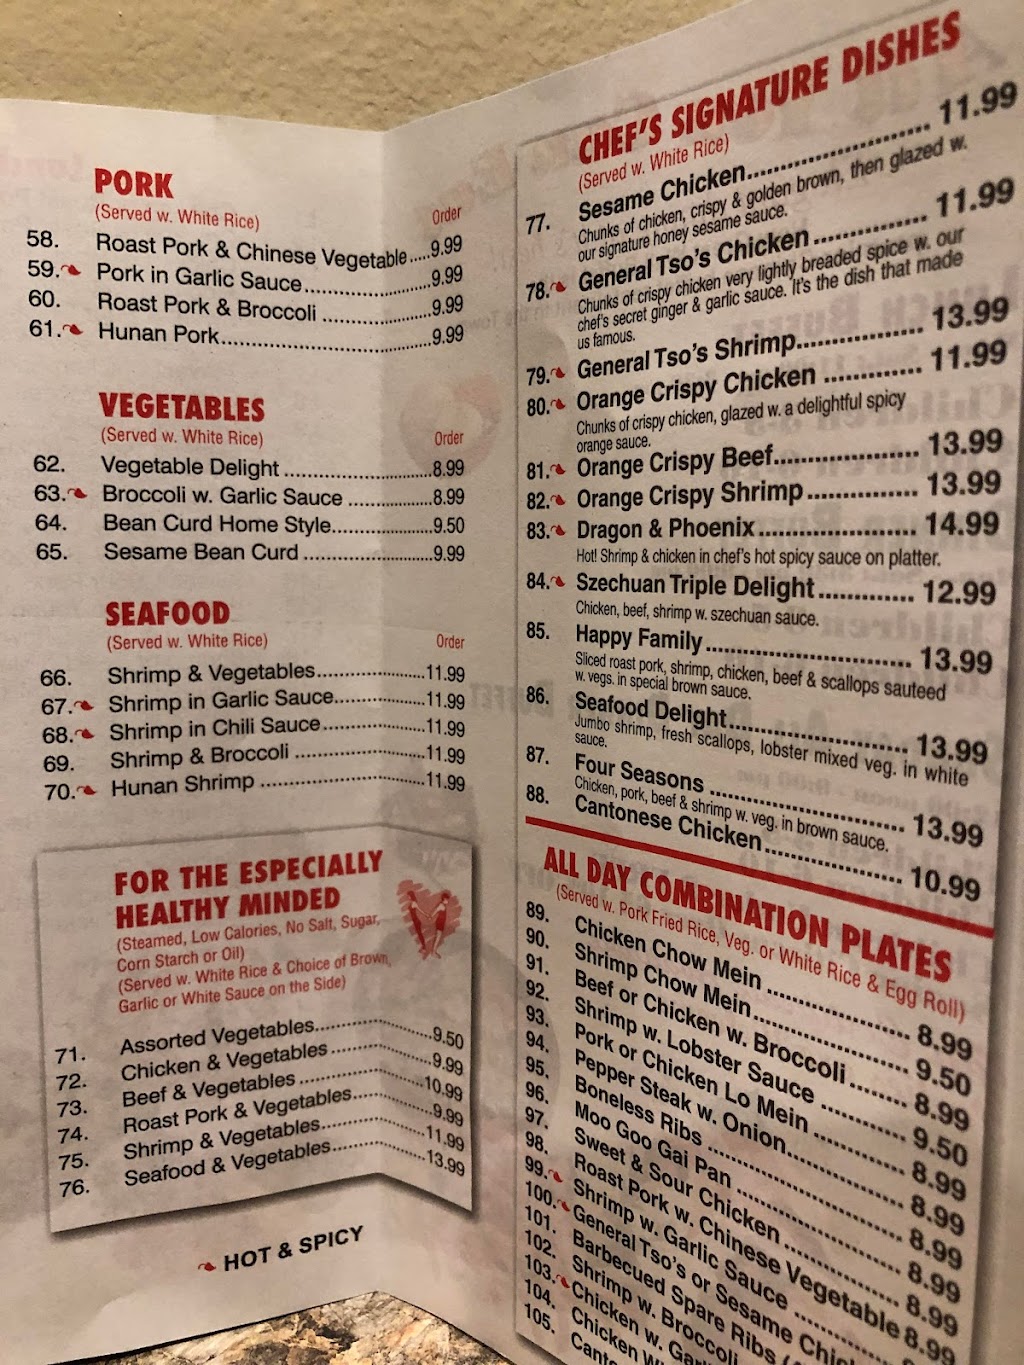 PORK
(Served w. White Rice) Order
58. Roast Pork & Chinese Vegetable.....9.99
59. Pork in Garlic Sauce.....9.99
60. Roast Pork & Broccoli.....9.99
61. Hunan Pork.....9.99
VEGETABLES
(Served w. White Rice) Order
62. Vegetable Delight.....8.99
63. Broccoli w. Garlic Sauce.....8.99
64. Bean Curd Home Style.....9.50
65. Sesame Bean Curd.....9.99
SEAFOOD
(Served w. White Rice) Order
66. Shrimp & Vegetables.....11.99
67. Shrimp in Garlic Sauce.....11.99
68. Shrimp in Chili Sauce.....11.99
69. Shrimp & Broccoli.....11.99
70. Hunan Shrimp.....11.99
FOR THE ESPECIALLY
HEALTHY MINDED
(Steamed, Low Calories, No Salt, Sugar,
Corn Starch or Oil)
(Served w. White Rice & Choice of Brown,
Garlic or White Sauce on the Side)
71. Assorted Vegetables.....9.50
72. Chicken & Vegetables.....9.99
73. Beef & Vegetables.....10.99
74. Roast Pork & Vegetables.....9.99
75. Shrimp & Vegetables.....11.99
76. Seafood & Vegetables.....13.99
HOT & SPICY
CHEF'S SIGNATURE DISHES
(Served w. White Rice)
77. Sesame Chicken.....11.99
Chunks of chicken, crispy & golden brown, then glazed w.
our signature honey sesame sauce.
78. General Tso's Chicken.....11.99
Chunks of crispy chicken very lightly breaded spice w. our
chef's secret ginger & garlic sauce. It's the dish that made
us famous.
79. General Tso's Shrimp.....13.99
80. Orange Crispy Chicken.....11.99
Chunks of crispy chicken, glazed w. a delightful spicy
orange sauce.
81. Orange Crispy Beef.....13.99
82. Orange Crispy Shrimp.....13.99
83. Dragon & Phoenix.....14.99
Hot! Shrimp & chicken in chef's hot spicy sauce on platter.
84. Szechuan Triple Delight.....12.99
Chicken, beef, shrimp w. szechuan sauce.
85. Happy Family.....13.99
Sliced roast pork, shrimp, chicken, beef & scallops sauteed
w. vegs. in special brown sauce.
86. Seafood Delight.....13.99
Jumbo shrimp, fresh scallops, lobster mixed veg. in white
sauce.
87. Four Seasons.....13.99
Chicken, pork, beef & shrimp w. veg. in brown sauce.
88. Cantonese Chicken.....10.99
ALL DAY COMBINATION PLATES
(Served w. Pork Fried Rice, Veg. or White Rice & Egg Roll)
89. Chicken Chow Mein.....8.99
90. Shrimp Chow Mein.....9.50
91. Beef or Chicken w. Broccoli.....8.99
92. Shrimp w. Lobster Sauce.....9.50
93. Pork or Chicken Lo Mein.....8.99
94. Pepper Steak w. Onion.....8.99
95. Boneless Ribs.....8.99
96. Moo Goo Gai Pan.....8.99
97. Sweet & Sour Chicken.....8.99
98. Roast Pork w. Chinese Vegetable 8.99
99. Shrimp w. Garlic Sauce.....
100. General Tso's or Sesame
101. Barbecued Spare Ribs
102. Shrimp w. Broccoli
103. Chicken w.
104. Chicken
105.